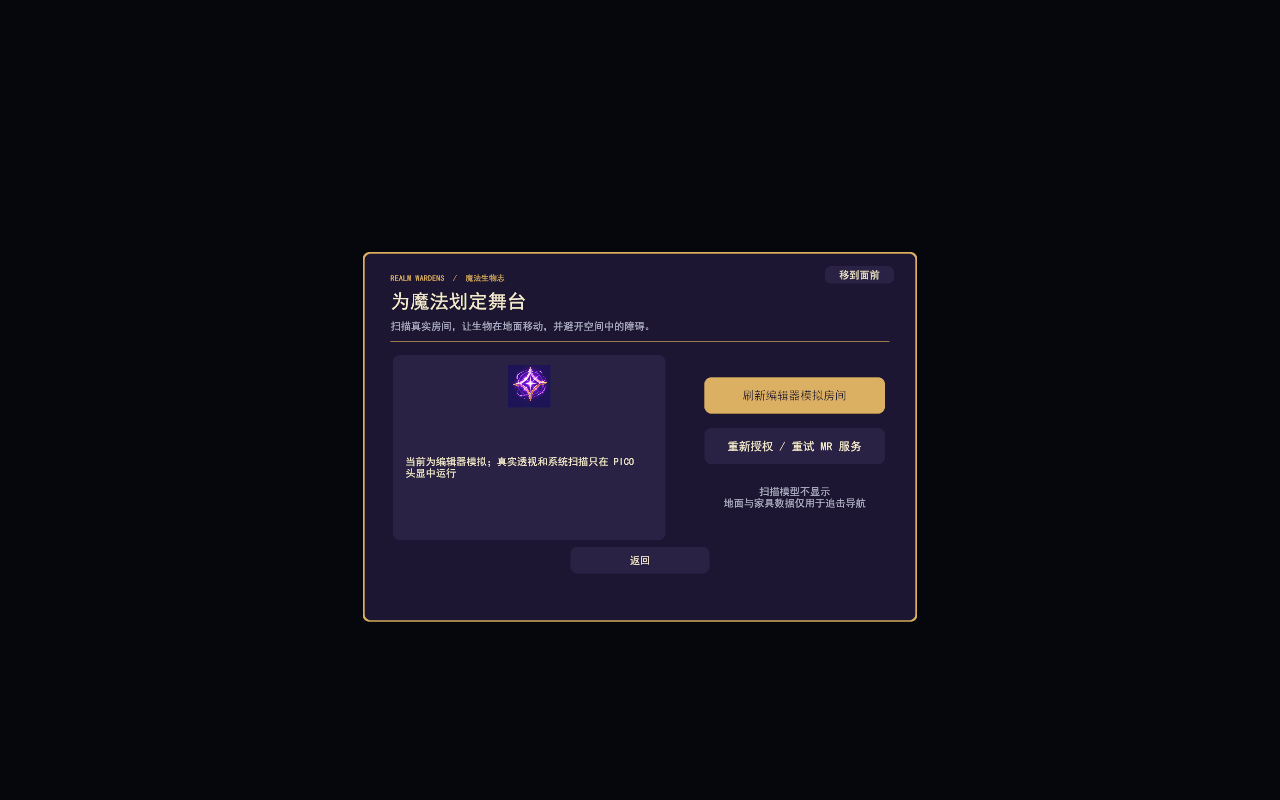 REALM WARDENS / 魔法生物志
移到面前
为魔法划定舞台
扫描真实房间，让生物在地面移动，并避开空间中的障碍。
当前为编辑器模拟；真实透视和系统扫描只在 PICO
头显中运行
刷新编辑器模拟房间
重新授权 / 重试 MR 服务
扫描模型不显示
地面与家具数据仅用于追击导航
返回